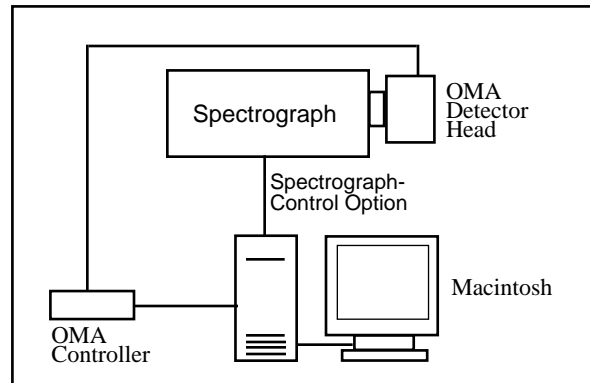 Spectrograph
OMA
Detector
Head
Spectrograph-
Control Option
Macintosh
OMA
Controller